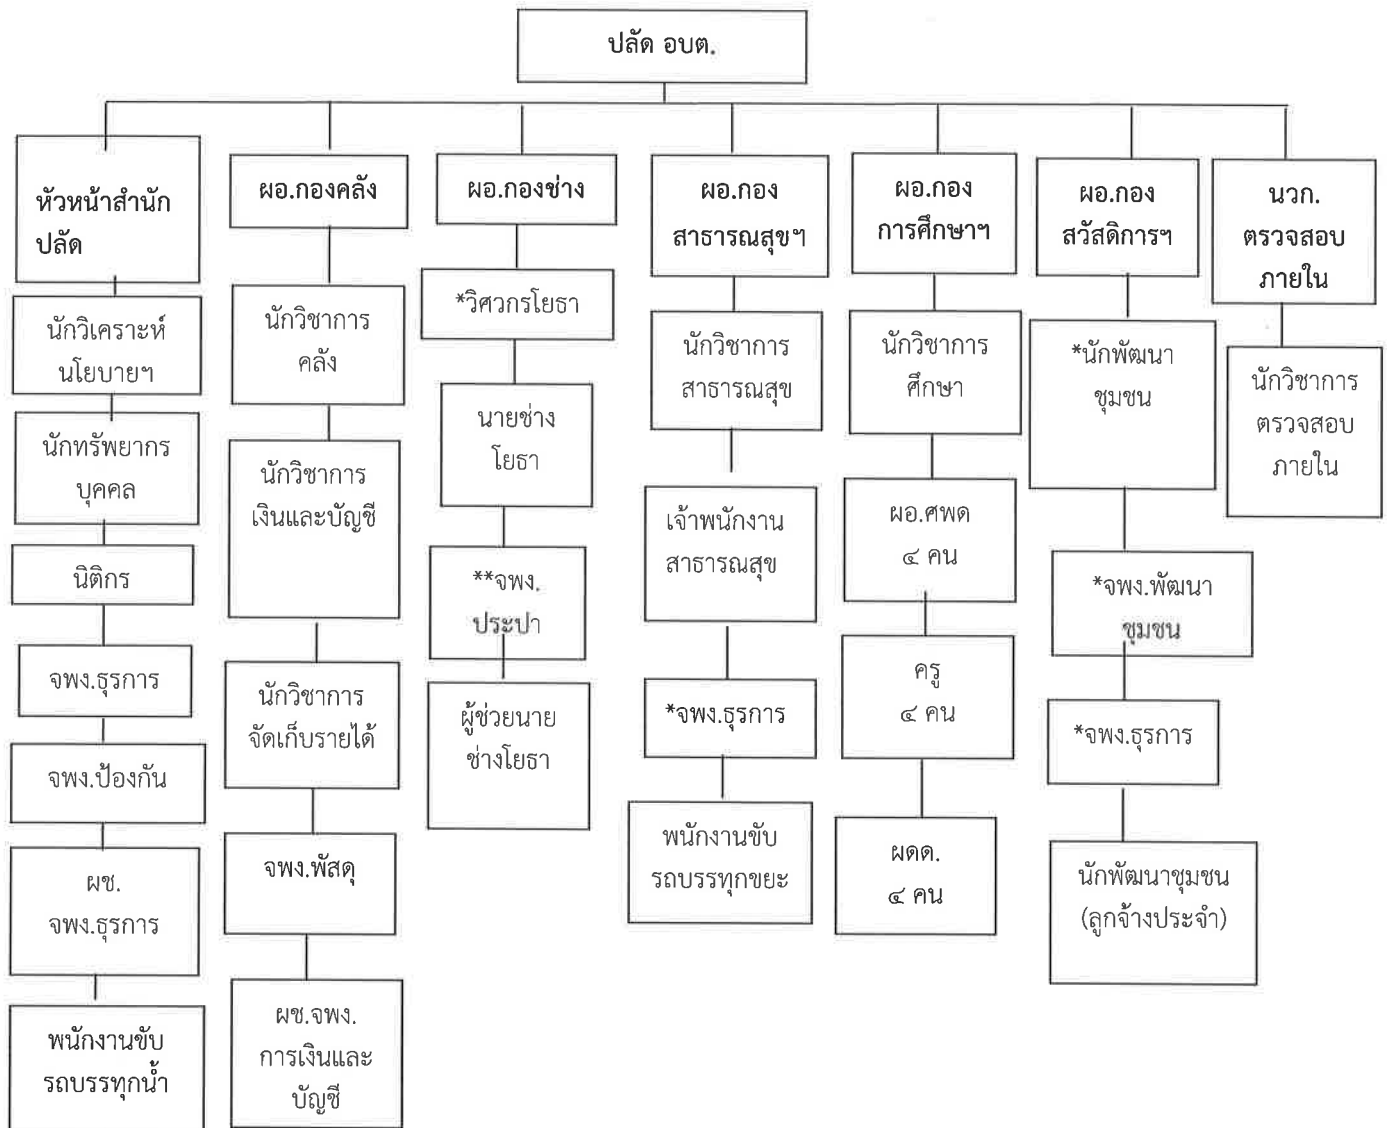 ปลัด อบต.
หัวหน้าสำนัก
ปลัด
นักวิเคราะห์
นโยบายฯ
นักทรัพยากร
บุคคล
นิติกร
จพง.ธุรการ
จพง.ป้องกัน
ผช.
จพง.ธุรการ
พนักงานขับ
รถบรรทุกน้ำ
ผอ.กองคลัง
นักวิชาการ
คลัง
นักวิชาการ
เงินและบัญชี
นักวิชาการ
จัดเก็บรายได้
จพง.พัสดุ
ผช.จพง.
การเงินและ
บัญชี
ผอ.กองช่าง
*วิศวกรโยธา
นายช่าง
โยธา
**จพง.
ประปา
ผู้ช่วยนาย
ช่างโยธา
ผอ.กอง
สาธารณสุขฯ
นักวิชาการ
สาธารณสุข
เจ้าพนักงาน
สาธารณสุข
*จพง.ธุรการ
พนักงานขับ
รถบรรทุกขยะ
ผอ.กอง
การศึกษาฯ
นักวิชาการ
ศึกษา
ผอ.ศพด
๔ คน
ครู
๔ คน
ผดด.
๔ คน
ผอ.กอง
สวัสดิการฯ
*นักพัฒนา
ชุมชน
*จพง.พัฒนา
ชุมชน
*จพง.ธุรการ
นักพัฒนาชุมชน
(ลูกจ้างประจำ)
นวก.
ตรวจสอบ
ภายใน
นักวิชาการ
ตรวจสอบ
ภายใน